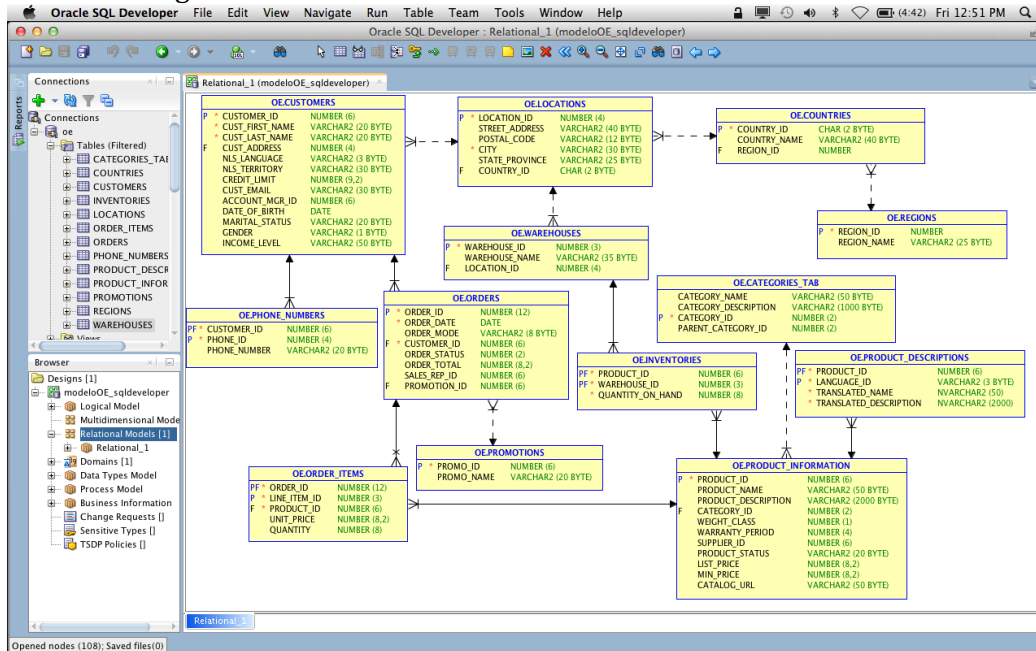 Oracle SQL Developer File Edit View Navigate Run Table Team Tools Window Help (4:42) Fri 12:51 PM
Oracle SQL Developer : Relational_1 (modeloOE_sqldeveloper)
Connections
Reports
Connections
oe
Tables (Filtered)
CATEGORIES_TAI
COUNTRIES
CUSTOMERS
INVENTORIES
LOCATIONS
ORDER_ITEMS
ORDERS
PHONE_NUMBERS
PRODUCT_DESCR
PRODUCT_INFOR
PROMOTIONS
REGIONS
WAREHOUSES
Views
Browser
Designs [1]
modeloOE_sqldeveloper
Logical Model
Multidimensional Mode
Relational Models [1]
Relational_1
Domains [1]
Data Types Model
Process Model
Business Information
Change Requests []
Sensitive Types []
TSDP Policies []
Relational_1 (modeloOE_sqldeveloper)
OE.CUSTOMERS
P * CUSTOMER_ID NUMBER (6)
* CUST_FIRST_NAME VARCHAR2 (20 BYTE)
* CUST_LAST_NAME VARCHAR2 (20 BYTE)
F CUST_ADDRESS NUMBER (4)
NLS_LANGUAGE VARCHAR2 (3 BYTE)
NLS_TERRITORY VARCHAR2 (30 BYTE)
CREDIT_LIMIT NUMBER (9,2)
CUST_EMAIL VARCHAR2 (30 BYTE)
ACCOUNT_MGR_ID NUMBER (6)
DATE_OF_BIRTH DATE
MARITAL_STATUS VARCHAR2 (20 BYTE)
GENDER VARCHAR2 (1 BYTE)
INCOME_LEVEL VARCHAR2 (50 BYTE)
OE.LOCATIONS
P * LOCATION_ID NUMBER (4)
STREET_ADDRESS VARCHAR2 (40 BYTE)
POSTAL_CODE VARCHAR2 (12 BYTE)
* CITY VARCHAR2 (30 BYTE)
STATE_PROVINCE VARCHAR2 (25 BYTE)
F COUNTRY_ID CHAR (2 BYTE)
OE.COUNTRIES
P * COUNTRY_ID CHAR (2 BYTE)
COUNTRY_NAME VARCHAR2 (40 BYTE)
F REGION_ID NUMBER
OE.REGIONS
P * REGION_ID NUMBER
REGION_NAME VARCHAR2 (25 BYTE)
OE.WAREHOUSES
P * WAREHOUSE_ID NUMBER (3)
WAREHOUSE_NAME VARCHAR2 (35 BYTE)
F LOCATION_ID NUMBER (4)
OE.CATEGORIES_TAB
CATEGORY_NAME VARCHAR2 (50 BYTE)
CATEGORY_DESCRIPTION VARCHAR2 (1000 BYTE)
P * CATEGORY_ID NUMBER (2)
PARENT_CATEGORY_ID NUMBER (2)
OE.PHONE_NUMBERS
PF * CUSTOMER_ID NUMBER (6)
P * PHONE_ID NUMBER (4)
PHONE_NUMBER VARCHAR2 (20 BYTE)
OE.ORDERS
P * ORDER_ID NUMBER (12)
* ORDER_DATE DATE
ORDER_MODE VARCHAR2 (8 BYTE)
F * CUSTOMER_ID NUMBER (6)
ORDER_STATUS NUMBER (2)
ORDER_TOTAL NUMBER (8,2)
SALES_REP_ID NUMBER (6)
F PROMOTION_ID NUMBER (6)
OE.INVENTORIES
PF * PRODUCT_ID NUMBER (6)
PF * WAREHOUSE_ID NUMBER (3)
* QUANTITY_ON_HAND NUMBER (8)
OE.PRODUCT_DESCRIPTIONS
PF * PRODUCT_ID NUMBER (6)
P * LANGUAGE_ID VARCHAR2 (3 BYTE)
* TRANSLATED_NAME NVARCHAR2 (50)
* TRANSLATED_DESCRIPTION NVARCHAR2 (2000)
OE.PROMOTIONS
P * PROMO_ID NUMBER (6)
PROMO_NAME VARCHAR2 (20 BYTE)
OE.ORDER_ITEMS
PF * ORDER_ID NUMBER (12)
P * LINE_ITEM_ID NUMBER (3)
F * PRODUCT_ID NUMBER (6)
UNIT_PRICE NUMBER (8,2)
QUANTITY NUMBER (8)
OE.PRODUCT_INFORMATION
P * PRODUCT_ID NUMBER (6)
PRODUCT_NAME VARCHAR2 (50 BYTE)
PRODUCT_DESCRIPTION VARCHAR2 (2000 BYTE)
F CATEGORY_ID NUMBER (2)
WEIGHT_CLASS NUMBER (1)
WARRANTY_PERIOD NUMBER (4)
SUPPLIER_ID NUMBER (6)
PRODUCT_STATUS VARCHAR2 (20 BYTE)
LIST_PRICE NUMBER (8,2)
MIN_PRICE NUMBER (8,2)
CATALOG_URL VARCHAR2 (50 BYTE)
Relational_1
Opened nodes (108); Saved files(0)